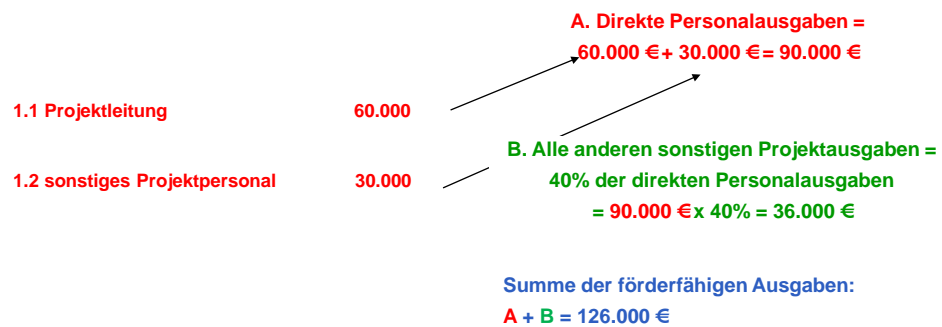 A. Direkte Personalausgaben =
60.000 € + 30.000 € = 90.000 €
1.1 Projektleitung 60.000
B. Alle anderen sonstigen Projektausgaben =
1.2 sonstiges Projektpersonal 30.000
40% der direkten Personalausgaben
= 90.000 € x 40% = 36.000 €
Summe der förderfähigen Ausgaben:
A + B = 126.000 €